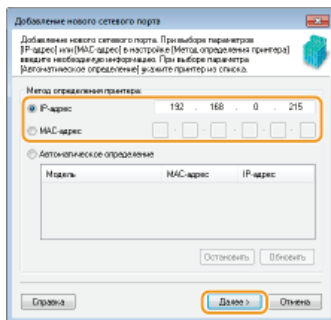 Добавление нового сетевого порта
Добавление нового сетевого порта. При выборе параметров
[IP-адрес] или [MAC-адрес] в настройке [Метод определения принтера]
введите необходимую информацию. При выборе параметра
[Автоматическое определение] укажите принтер из списка.
Метод определения принтера:
IP-адрес 192 . 168 . 0 . 215
MAC-адрес - - - - -
Автоматическое определение
Модель MAC-адрес IP-адрес
Остановить Обновить
Справка Далее > Отмена